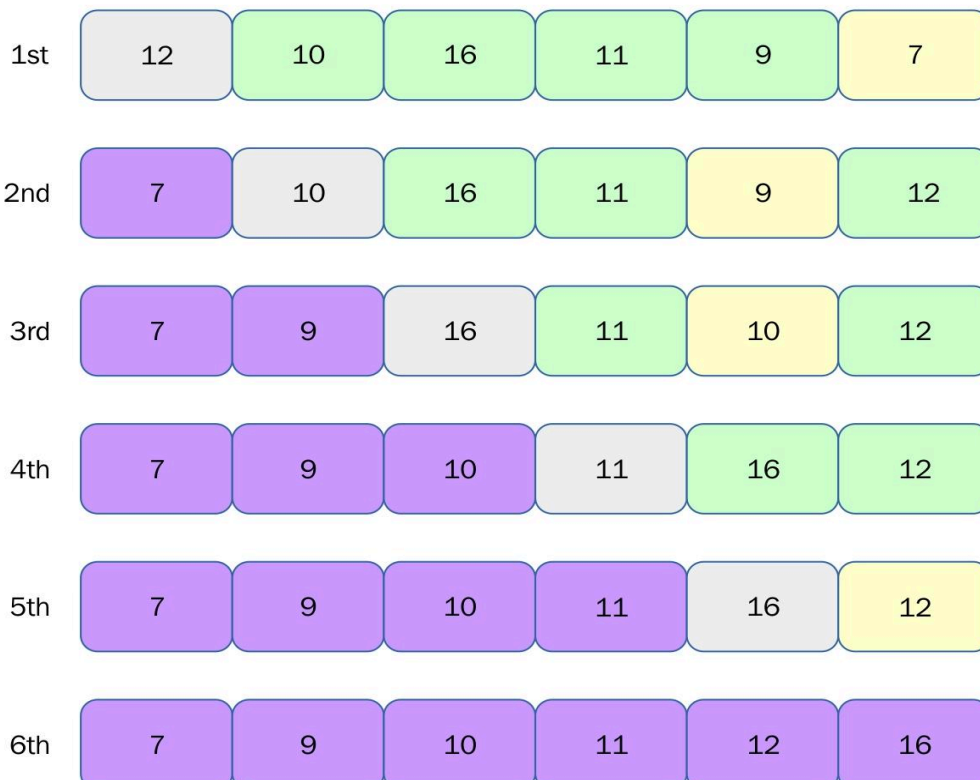 1st 12 10 16 11 9 7
2nd 7 10 16 11 9 12
3rd 7 9 16 11 10 12
4th 7 9 10 11 16 12
5th 7 9 10 11 16 12
6th 7 9 10 11 12 16